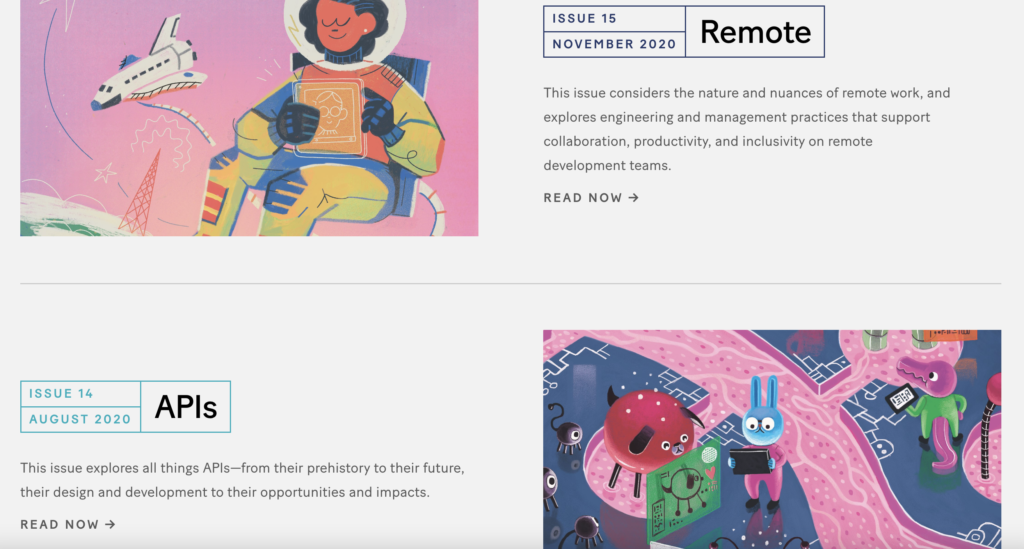 ISSUE 15
NOVEMBER 2020
Remote
This issue considers the nature and nuances of remote work, and
explores engineering and management practices that support
collaboration, productivity, and inclusivity on remote
development teams.
READ NOW →
ISSUE 14
AUGUST 2020
APIs
This issue explores all things APIs—from their prehistory to their future,
their design and development to their opportunities and impacts.
READ NOW →